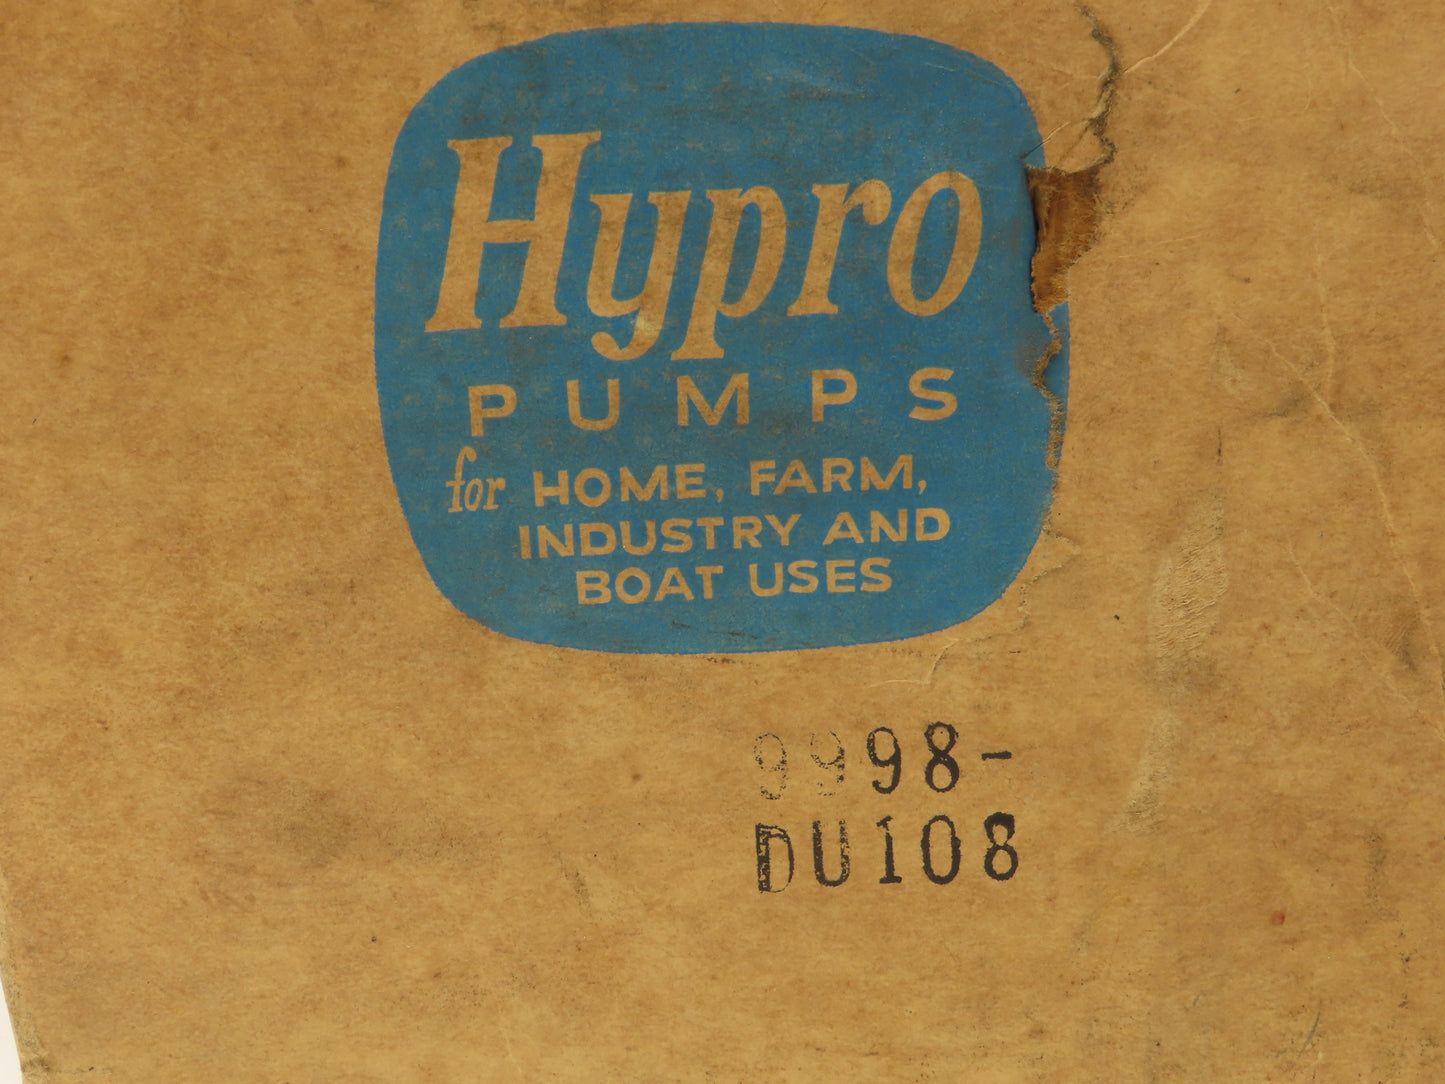 Hypro
PUMPS
for HOME, FARM,
INDUSTRY AND
BOAT USES
9998-
DU108